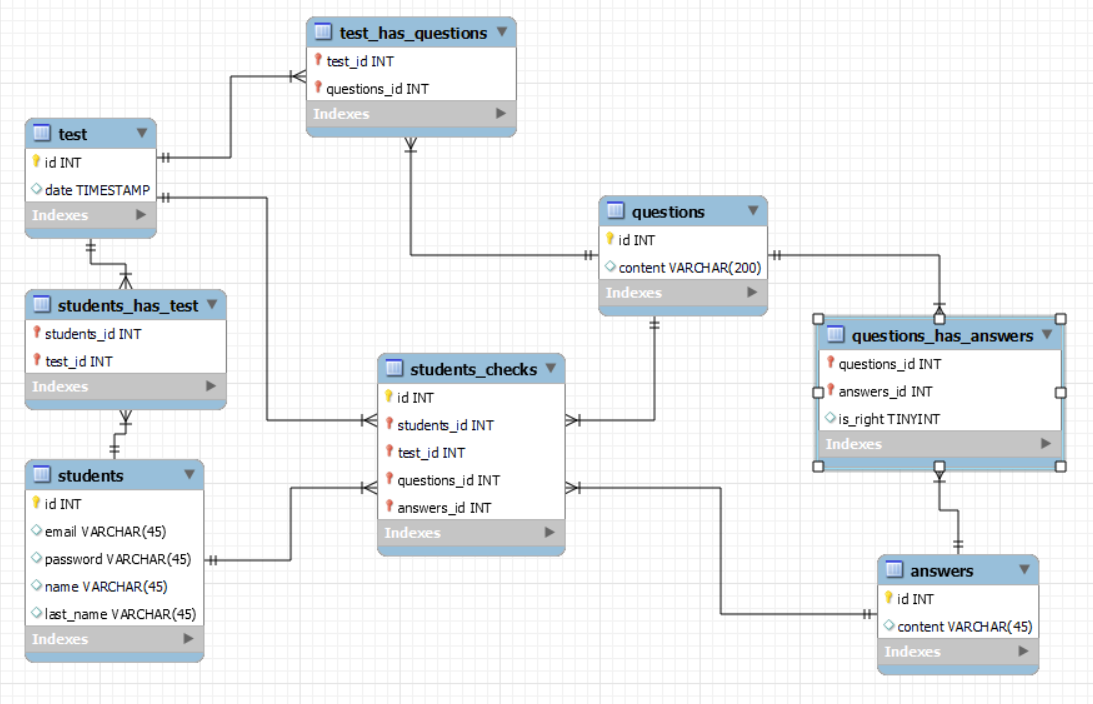 test_has_questions
test_id INT
questions_id INT
Indexes
test
id INT
date TIMESTAMP
Indexes
questions
id INT
content VARCHAR(200)
Indexes
students_has_test
students_id INT
test_id INT
Indexes
questions_has_answers
questions_id INT
answers_id INT
is_right TINYINT
Indexes
students_checks
id INT
students_id INT
test_id INT
questions_id INT
answers_id INT
Indexes
students
id INT
email VARCHAR(45)
password VARCHAR(45)
name VARCHAR(45)
last_name VARCHAR(45)
Indexes
answers
id INT
content VARCHAR(45)
Indexes